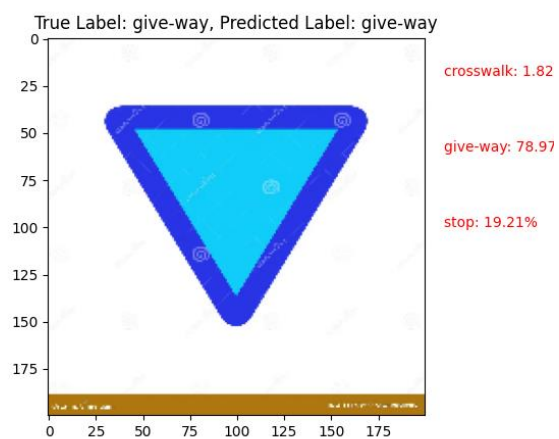 True Label: give-way, Predicted Label: give-way
0
25
50
75
100
125
150
175
0 25 50 75 100 125 150 175
crosswalk: 1.82
give-way: 78.97
stop: 19.21%